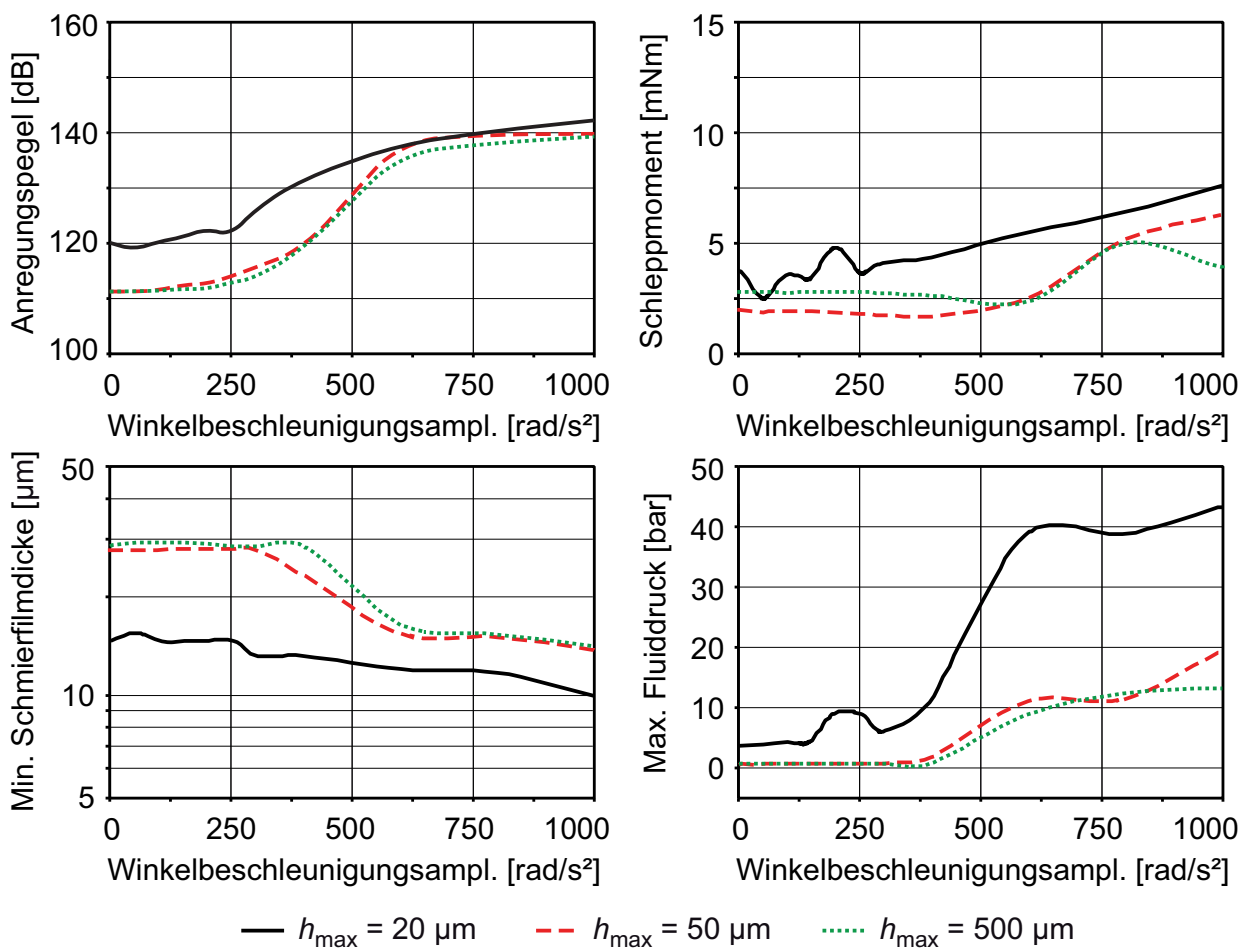 Anregungspegel [dB]
160
140
120
100
0 250 500 750 1000
Winkelbeschleunigungsampl. [rad/s²]
Schleppmoment [mNm]
15
10
5
0
0 250 500 750 1000
Winkelbeschleunigungsampl. [rad/s²]
Min. Schmierfilmdicke [µm]
50
10
5
0 250 500 750 1000
Winkelbeschleunigungsampl. [rad/s²]
Max. Fluiddruck [bar]
50
40
30
20
10
0
0 250 500 750 1000
Winkelbeschleunigungsampl. [rad/s²]
hmax = 20 µm hmax = 50 µm hmax = 500 µm